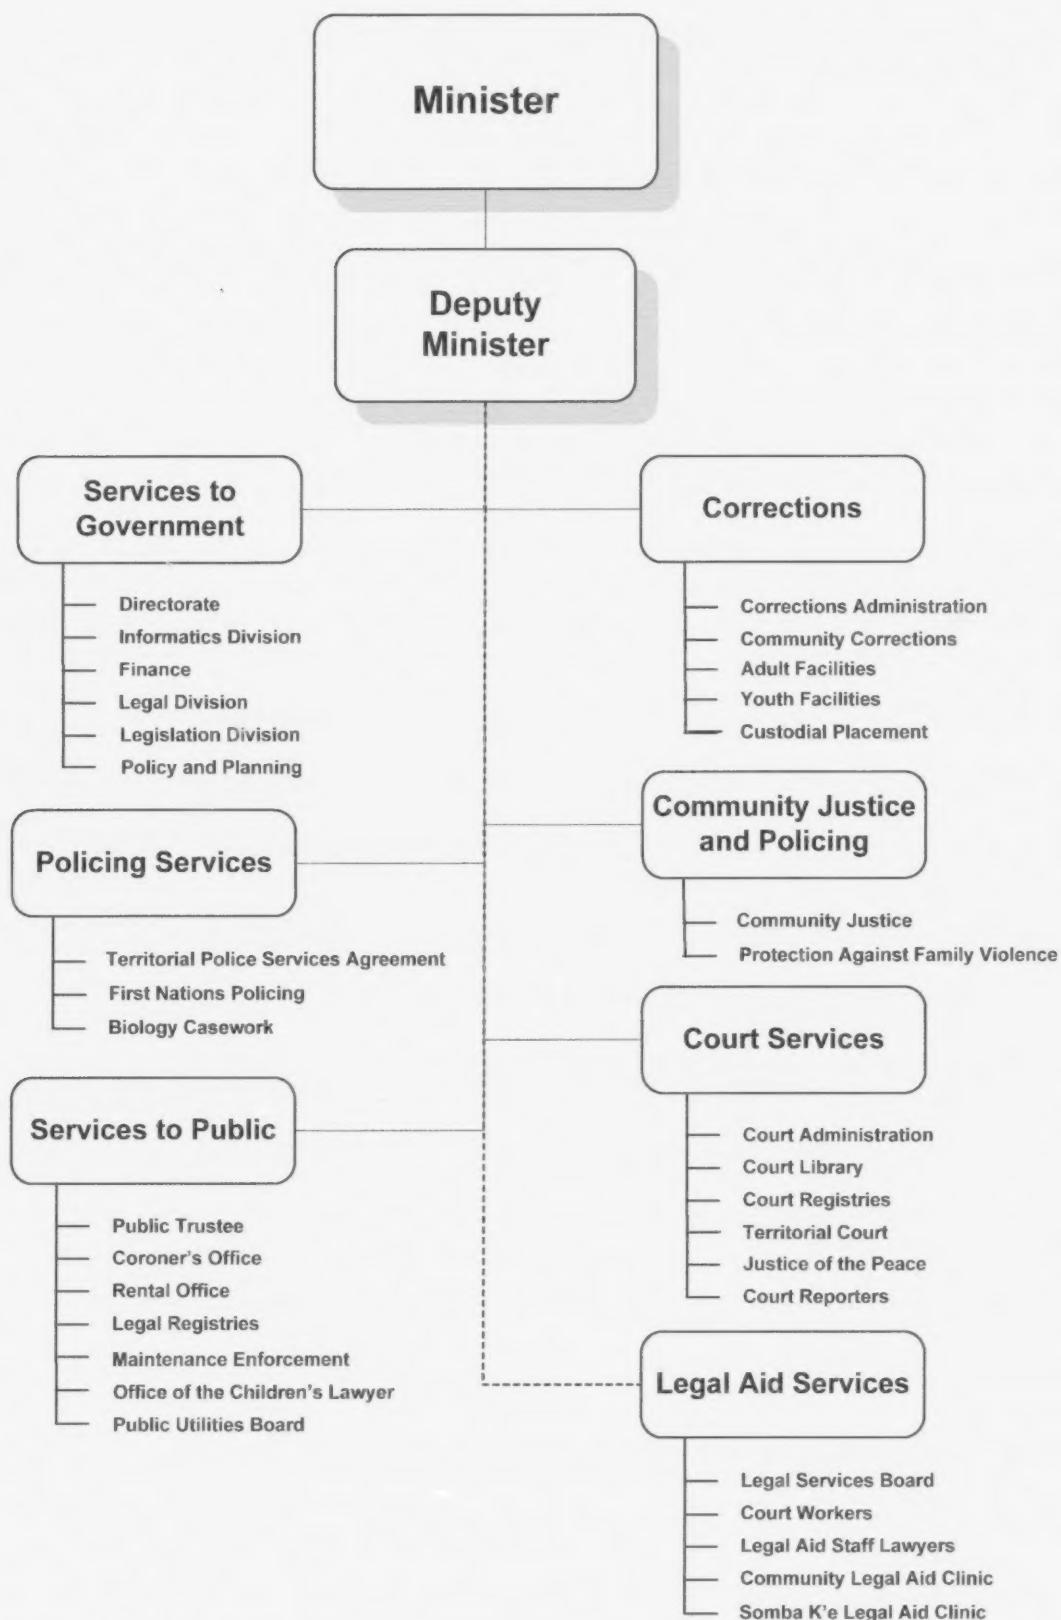 Minister
Deputy
Minister
Services to
Government
Directorate
Informatics Division
Finance
Legal Division
Legislation Division
Policy and Planning
Corrections
Corrections Administration
Community Corrections
Adult Facilities
Youth Facilities
Custodial Placement
Policing Services
Territorial Police Services Agreement
First Nations Policing
Biology Casework
Community Justice
and Policing
Community Justice
Protection Against Family Violence
Services to Public
Public Trustee
Coroner's Office
Rental Office
Legal Registries
Maintenance Enforcement
Office of the Children's Lawyer
Public Utilities Board
Court Services
Court Administration
Court Library
Court Registries
Territorial Court
Justice of the Peace
Court Reporters
Legal Aid Services
Legal Services Board
Court Workers
Legal Aid Staff Lawyers
Community Legal Aid Clinic
Somba K'e Legal Aid Clinic